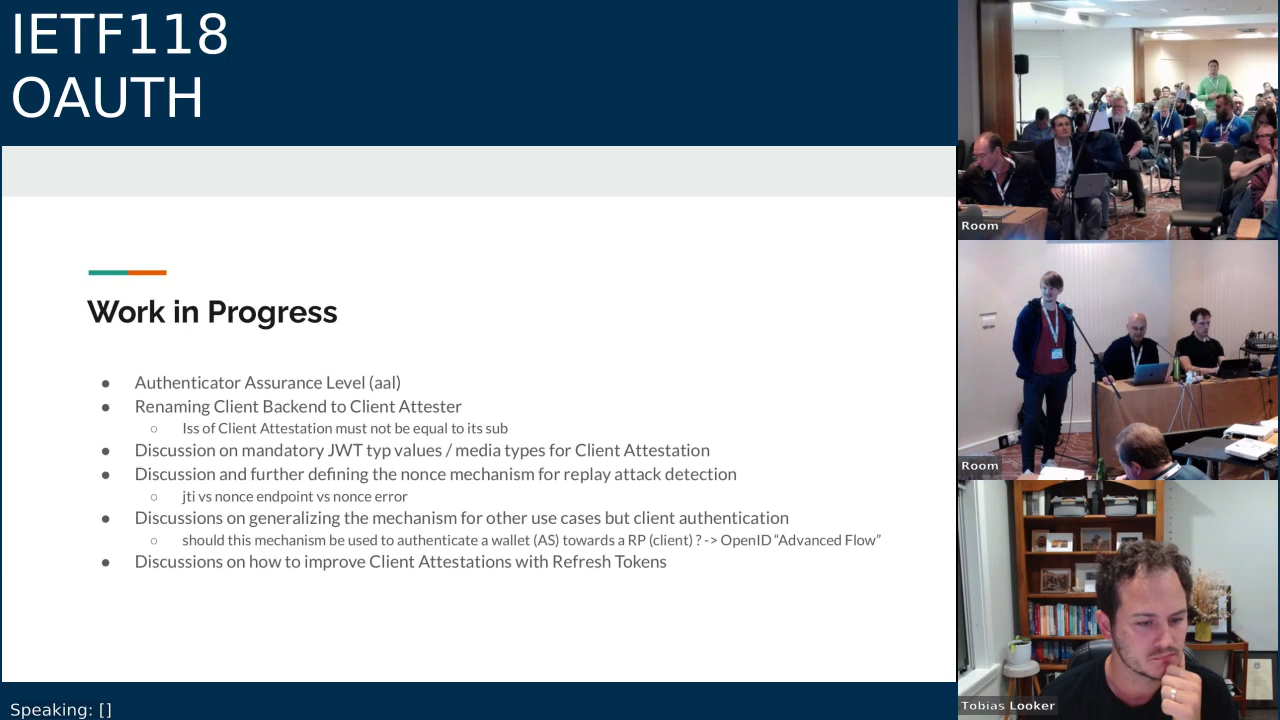 IETF118
OAUTH
Work in Progress
● Authenticator Assurance Level (aal)
● Renaming Client Backend to Client Attester
○ Iss of Client Attestation must not be equal to its sub
● Discussion on mandatory JWT typ values / media types for Client Attestation
● Discussion and further defining the nonce mechanism for replay attack detection
○ jti vs nonce endpoint vs nonce error
● Discussions on generalizing the mechanism for other use cases but client authentication
○ should this mechanism be used to authenticate a wallet (AS) towards a RP (client) ? -> OpenID “Advanced Flow”
● Discussions on how to improve Client Attestations with Refresh Tokens
Speaking: []
Room
Room
Tobias Looker